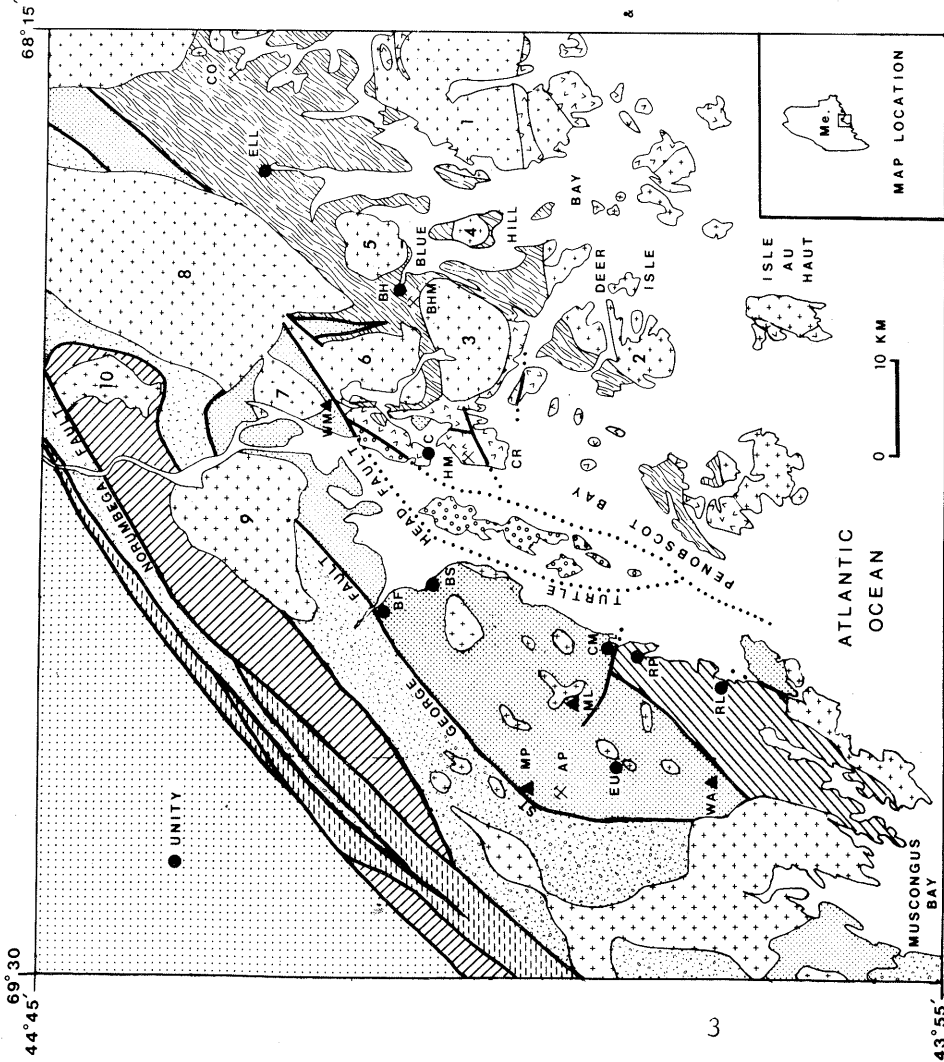 69° 30
68° 15´
44° 45´
43° 55´
UNITY
NORUMBEGA FAULT
10
8
9
7
6
5
4
3
2
1
CO
ELL
BH
BHM
BLUE
HILL
BAY
WM
C
HM
CR
DEER
ISLE
ISLE
AU
HAUT
TURTLE HEAD FAULT
PENOBSCOT BAY
ST GEORGE FAULT
BF
BS
MP
AP
ML
CM
RP
EU
RL
WA
MUSCONGUS
BAY
ATLANTIC
OCEAN
0 10 KM
Me.
MAP LOCATION
&
3